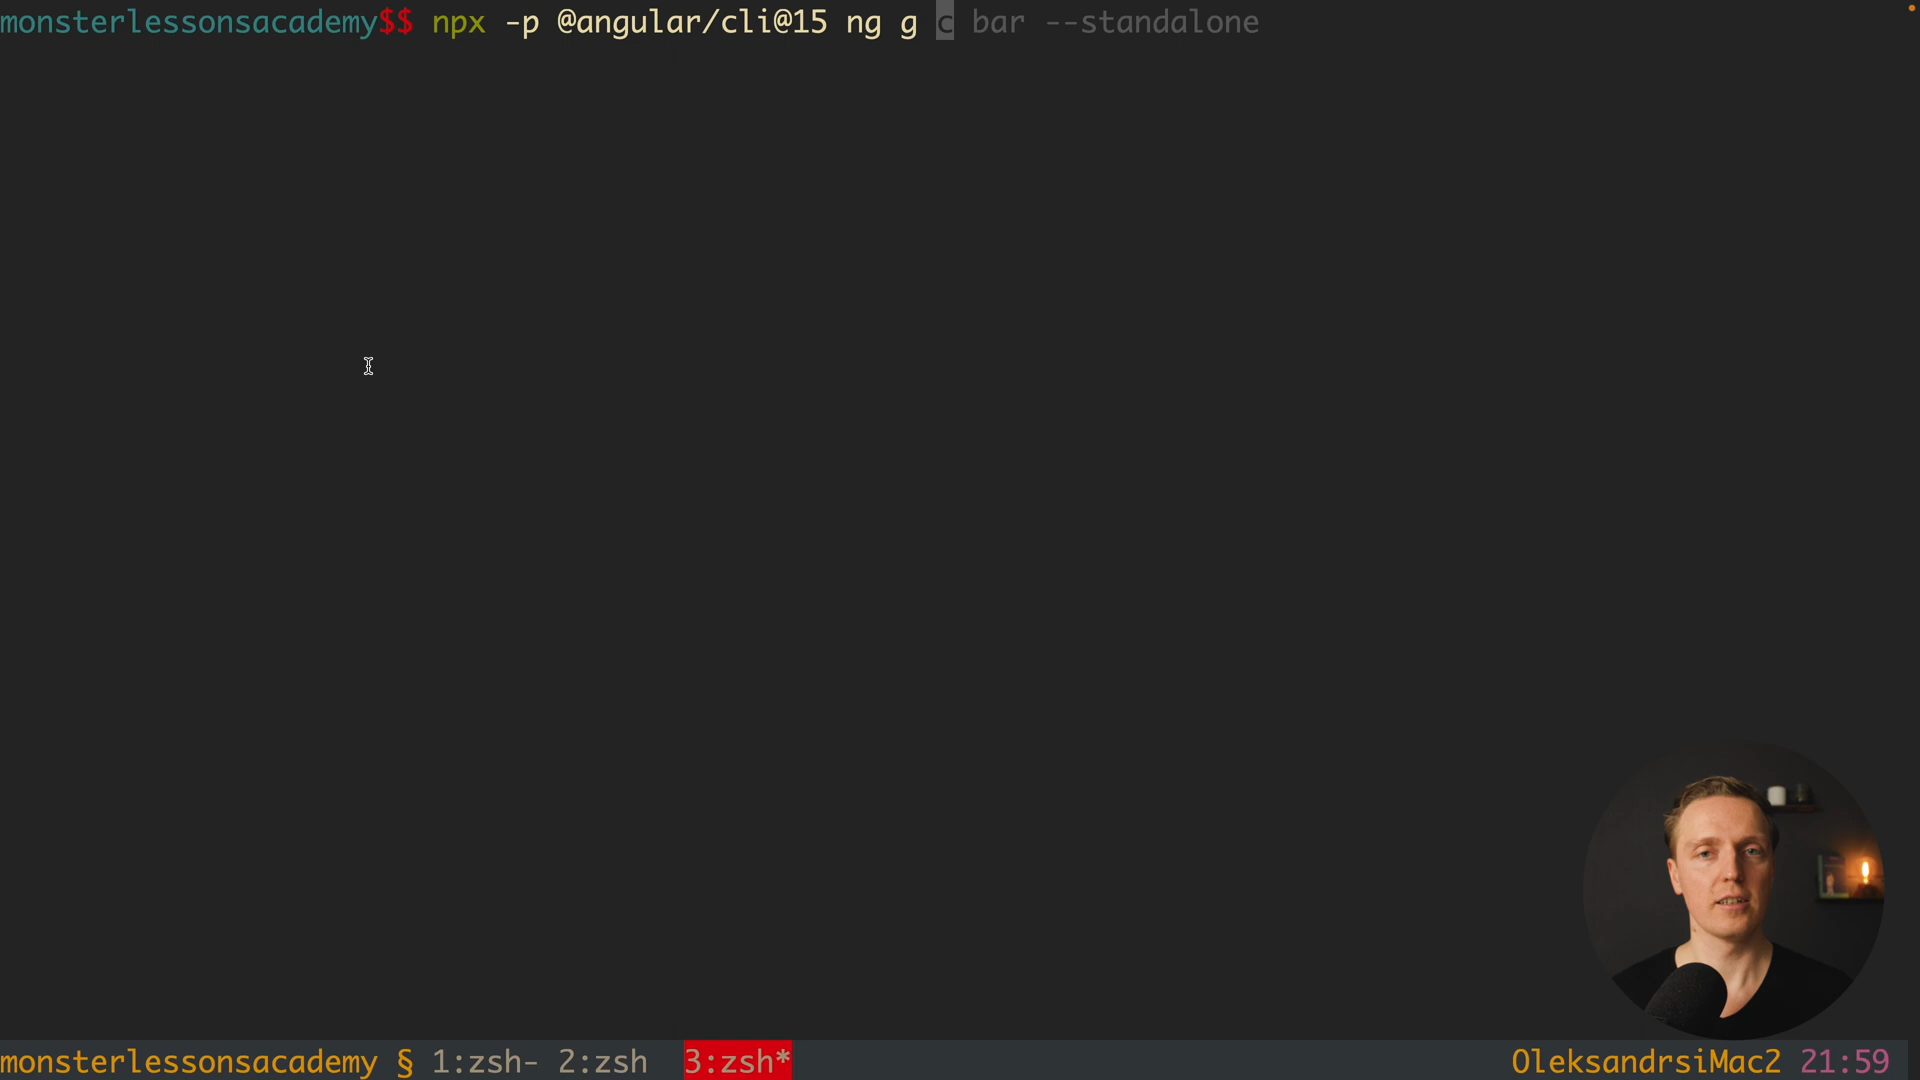 monsterlessonsacademy$$ npx -p @angular/cli@15 ng g c bar --standalone
monsterlessonsacademy § 1:zsh- 2:zsh 3:zsh* OleksandrsiMac2 21:59